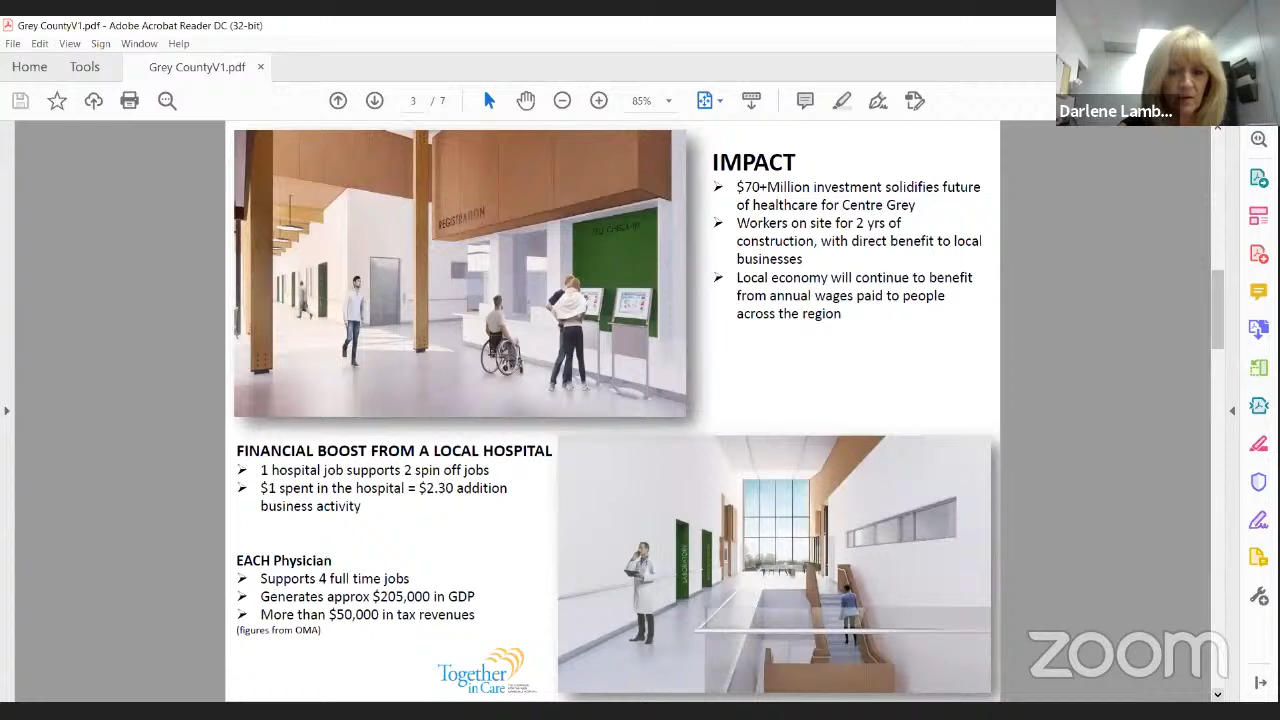 Grey CountyV1.pdf - Adobe Acrobat Reader DC (32-bit)
File Edit View Sign Window Help
Home Tools Grey CountyV1.pdf ×
3 / 7 85%
Darlene Lamb...
REGISTRATION
IMPACT
➢ $70+Million investment solidifies future
of healthcare for Centre Grey
➢ Workers on site for 2 yrs of
construction, with direct benefit to local
businesses
➢ Local economy will continue to benefit
from annual wages paid to people
across the region
FINANCIAL BOOST FROM A LOCAL HOSPITAL
➢ 1 hospital job supports 2 spin off jobs
➢ $1 spent in the hospital = $2.30 addition
business activity
EACH Physician
➢ Supports 4 full time jobs
➢ Generates approx $205,000 in GDP
➢ More than $50,000 in tax revenues
(figures from OMA)
LABORATORY
Together
in Care
zoom